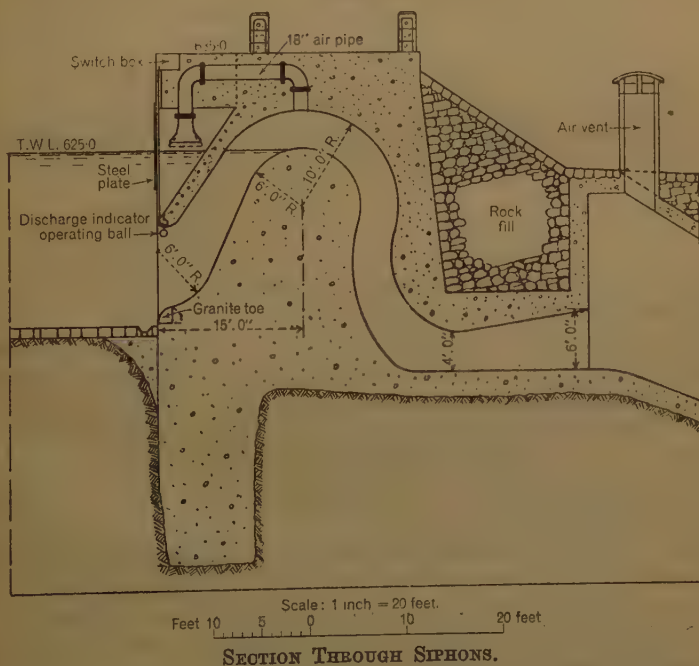 635·0
18" air pipe
Switch box
Air vent
T.W.L. 625·0
Steel
plate
10'. 0" R
6'. 0" R
Rock
fill
Discharge indicator
operating ball
6'. 0" R
Granite toe
15'. 0"
4'. 0"
6'. 0"
Scale: 1 inch = 20 feet.
Feet 10 5 0 10 20 feet
SECTION THROUGH SIPHONS.